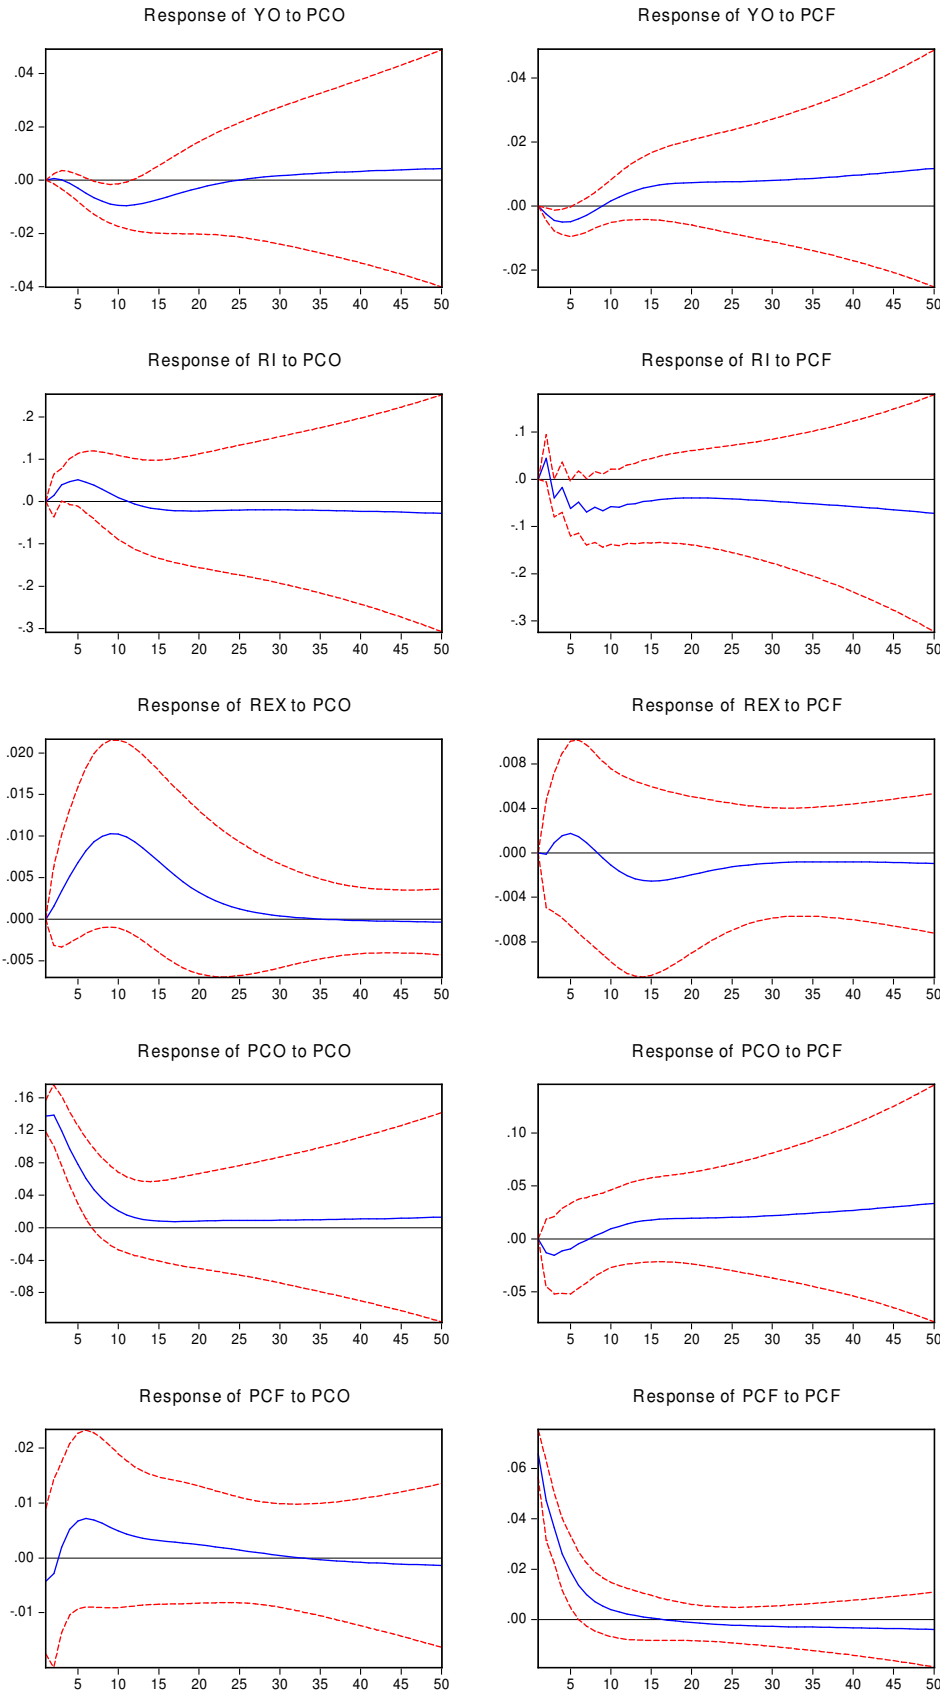 Response of YO to PCO
.04
.02
.00
-.02
-.04
5 10 15 20 25 30 35 40 45 50
Response of YO to PCF
.04
.02
.00
-.02
5 10 15 20 25 30 35 40 45 50
Response of RI to PCO
.2
.1
.0
-.1
-.2
-.3
5 10 15 20 25 30 35 40 45 50
Response of RI to PCF
.1
.0
-.1
-.2
-.3
5 10 15 20 25 30 35 40 45 50
Response of REX to PCO
.020
.015
.010
.005
.000
-.005
5 10 15 20 25 30 35 40 45 50
Response of REX to PCF
.008
.004
.000
-.004
-.008
5 10 15 20 25 30 35 40 45 50
Response of PCO to PCO
.16
.12
.08
.04
.00
-.04
-.08
5 10 15 20 25 30 35 40 45 50
Response of PCO to PCF
.10
.05
.00
-.05
5 10 15 20 25 30 35 40 45 50
Response of PCF to PCO
.02
.01
.00
-.01
5 10 15 20 25 30 35 40 45 50
Response of PCF to PCF
.06
.04
.02
.00
5 10 15 20 25 30 35 40 45 50